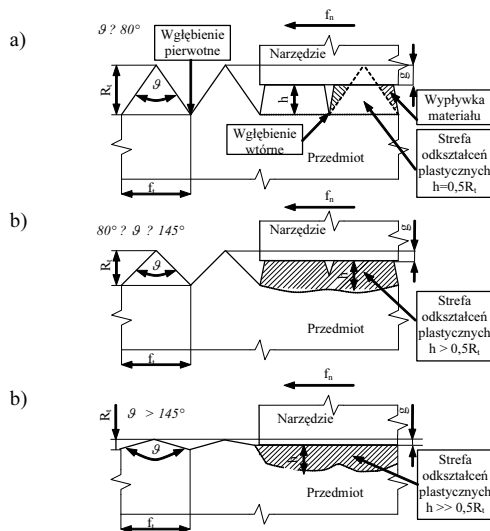 a)
ϑ ? 80°
Wgłębienie
pierwotne
fₙ
Narzędzie
g
Rₜ
ϑ
h
Wypływka
materiału
Wgłębienie
wtórne
Strefa
odkształceń
plastycznych
h=0,5Rₜ
Przedmiot
fₜ
b)
80° ? ϑ ? 145°
fₙ
Narzędzie
g
Rₜ
ϑ
h
Strefa
odkształceń
plastycznych
h > 0,5Rₜ
Przedmiot
fₜ
b)
ϑ > 145°
fₙ
Narzędzie
g
Rₜ
ϑ
h
Strefa
odkształceń
plastycznych
h >> 0,5Rₜ
Przedmiot
fₜ